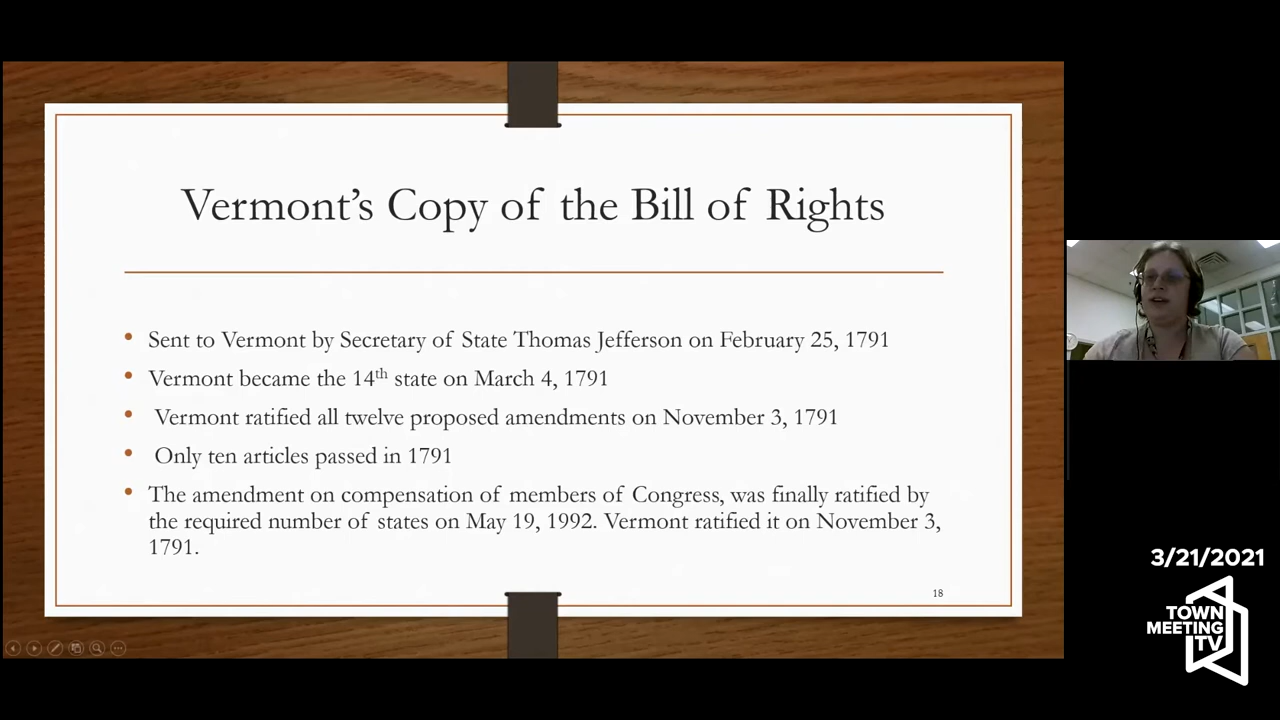 Vermont’s Copy of the Bill of Rights
• Sent to Vermont by Secretary of State Thomas Jefferson on February 25, 1791
• Vermont became the 14th state on March 4, 1791
• Vermont ratified all twelve proposed amendments on November 3, 1791
• Only ten articles passed in 1791
• The amendment on compensation of members of Congress, was finally ratified by
the required number of states on May 19, 1992. Vermont ratified it on November 3,
1791.
18
3/21/2021
TOWN
MEETING
TV